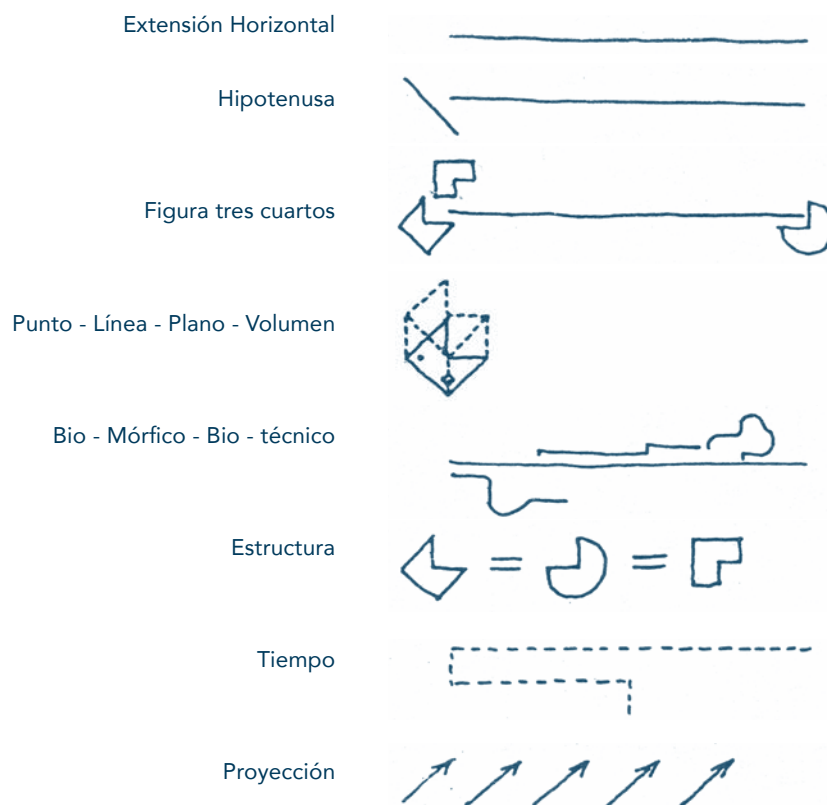 Extensión Horizontal
Hipotenusa
Figura tres cuartos
Punto - Línea - Plano - Volumen
Bio - Mórfico - Bio - técnico
Estructura
Tiempo
Proyección